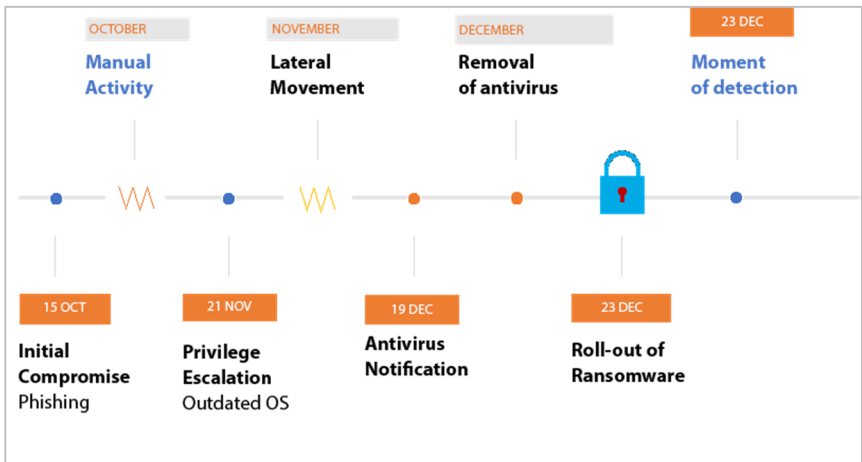 OCTOBER
Manual
Activity
NOVEMBER
Lateral
Movement
DECEMBER
Removal
of antivirus
23 DEC
Moment
of detection
15 OCT
Initial
Compromise
Phishing
21 NOV
Privilege
Escalation
Outdated OS
19 DEC
Antivirus
Notification
23 DEC
Roll-out of
Ransomware